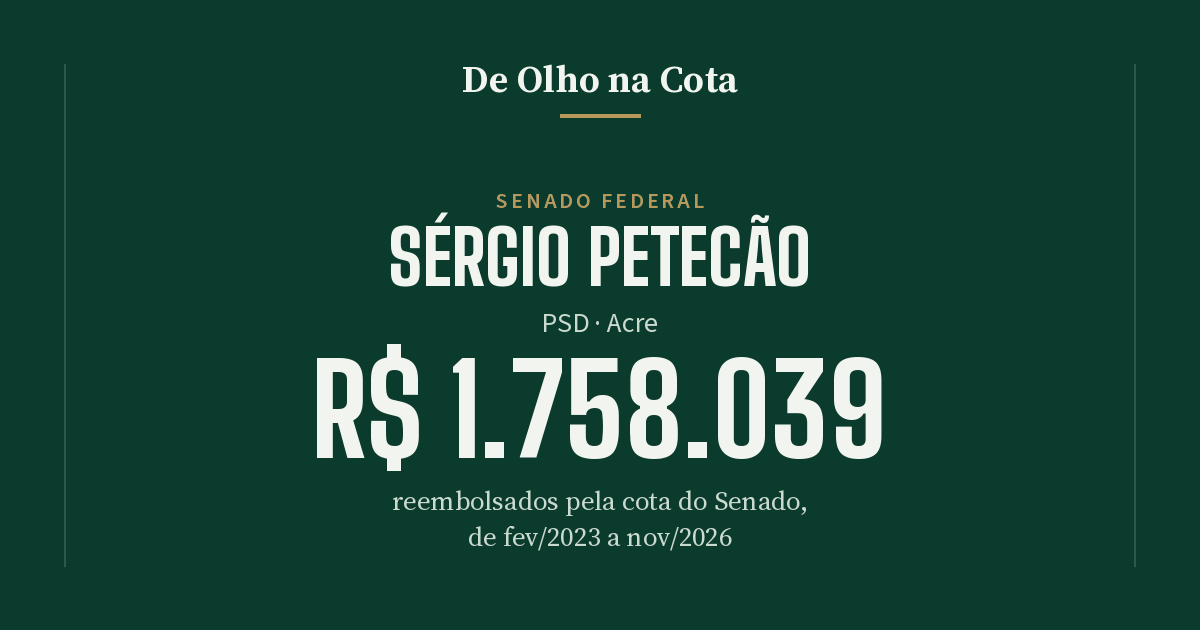 De Olho na Cota
SENADO FEDERAL
SÉRGIO PETECÃO
PSD · Acre
R$ 1.758.039
reembolsados pela cota do Senado,
de fev/2023 a nov/2026